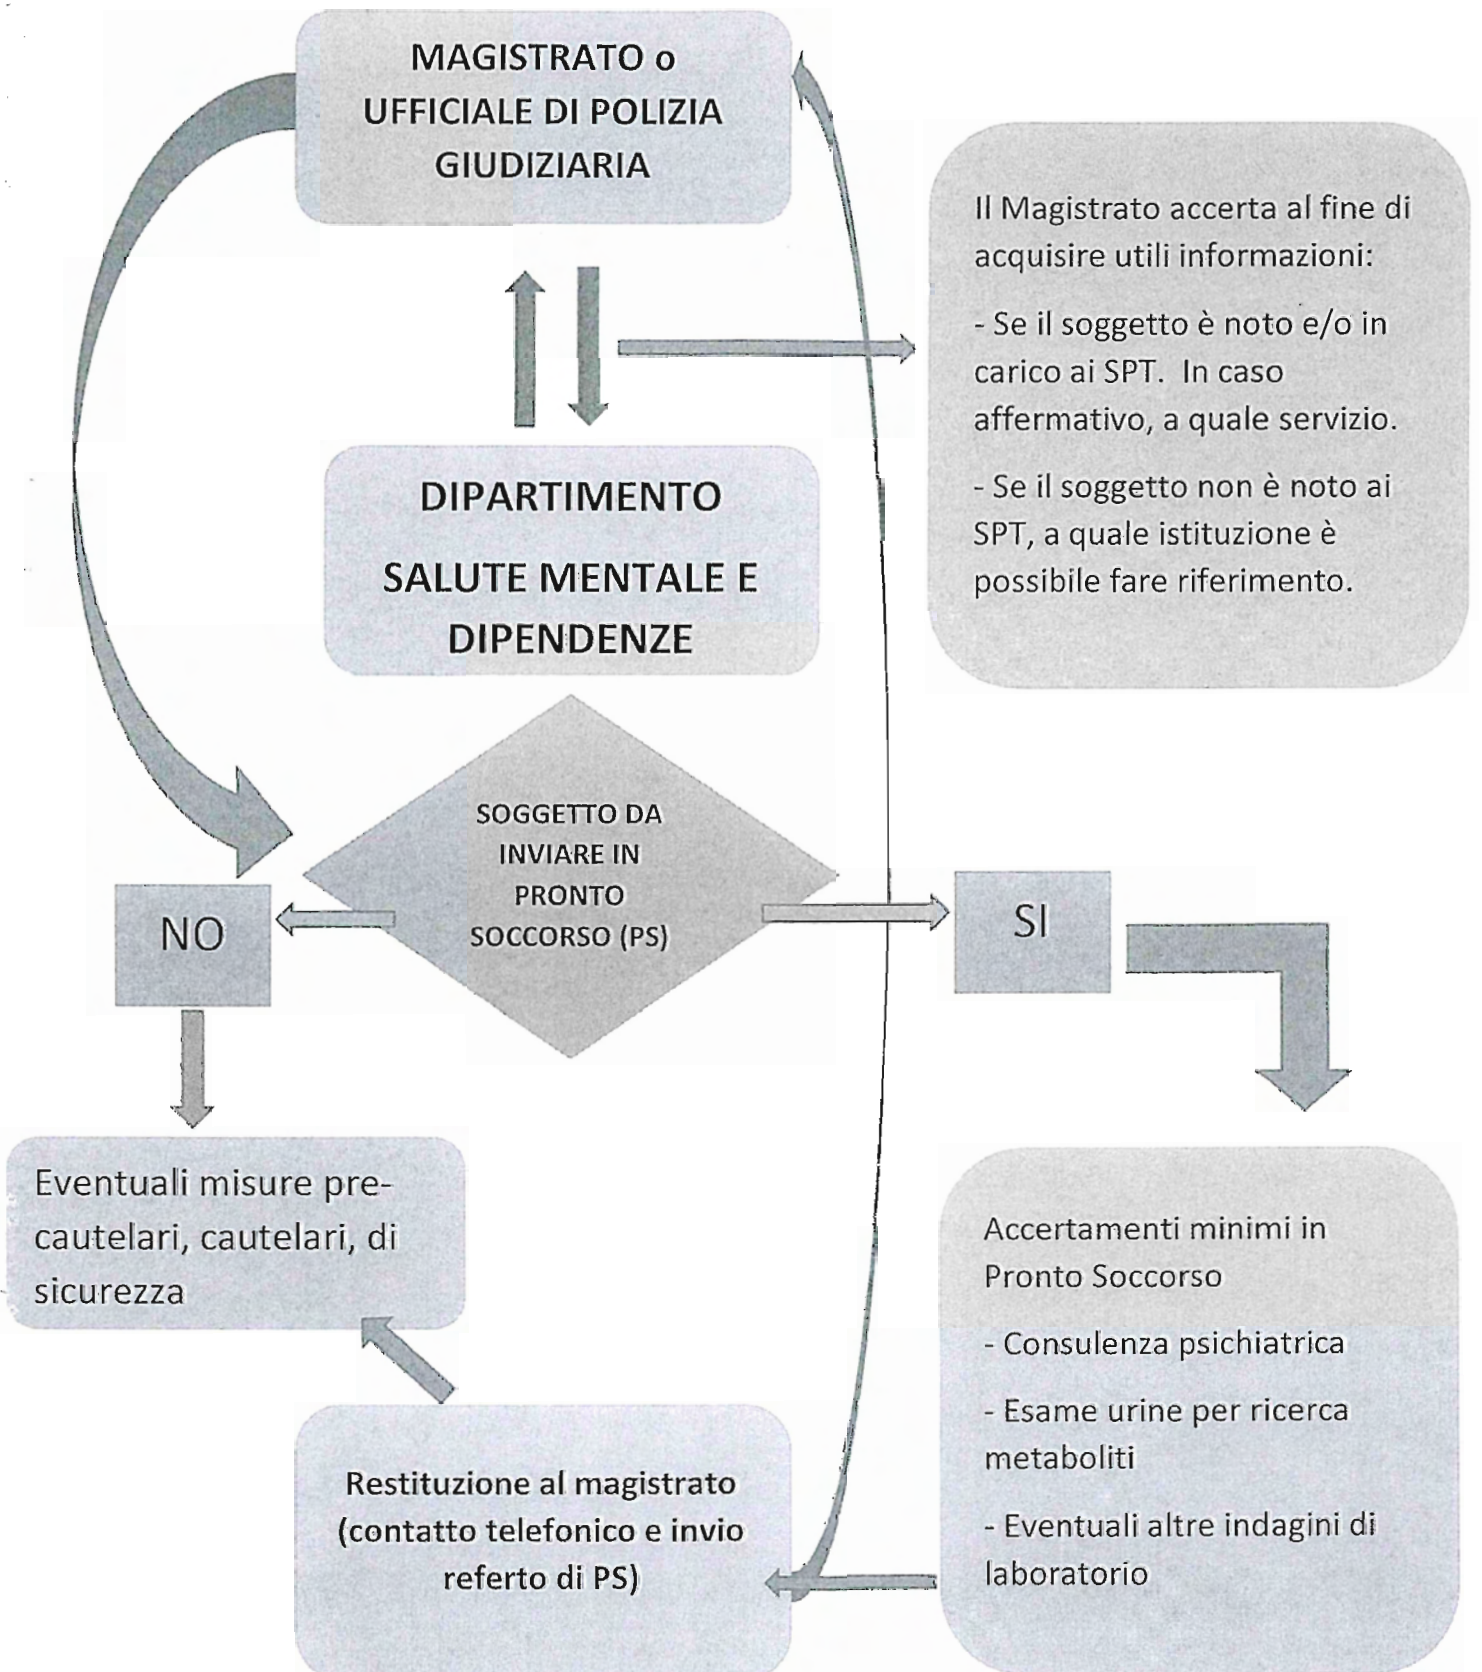 MAGISTRATO o
UFFICIALE DI POLIZIA
GIUDIZIARIA
Il Magistrato accerta al fine di
acquisire utili informazioni:
- Se il soggetto è noto e/o in
carico ai SPT. In caso
affermativo, a quale servizio.
- Se il soggetto non è noto ai
SPT, a quale istituzione è
possibile fare riferimento.
DIPARTIMENTO
SALUTE MENTALE E
DIPENDENZE
SOGGETTO DA
INVIARE IN
PRONTO
SOCCORSO (PS)
NO
SI
Eventuali misure pre-
cautelari, cautelari, di
sicurezza
Accertamenti minimi in
Pronto Soccorso
- Consulenza psichiatrica
- Esame urine per ricerca
metaboliti
- Eventuali altre indagini di
laboratorio
Restituzione al magistrato
(contatto telefonico e invio
referto di PS)